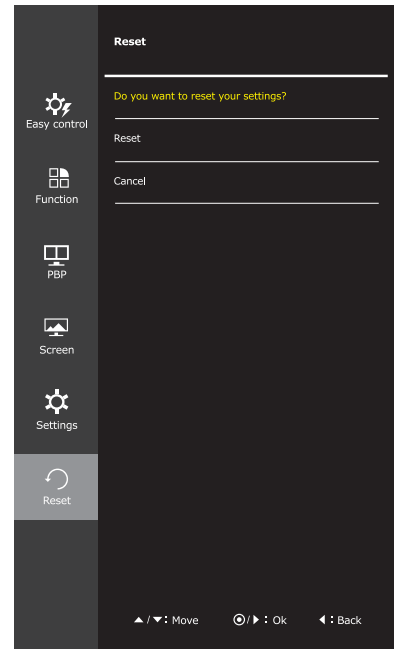 Reset
Do you want to reset your settings?
Reset
Cancel
Easy control
Function
PBP
Screen
Settings
Reset
▲/▼: Move ◉/▶: Ok ◀: Back